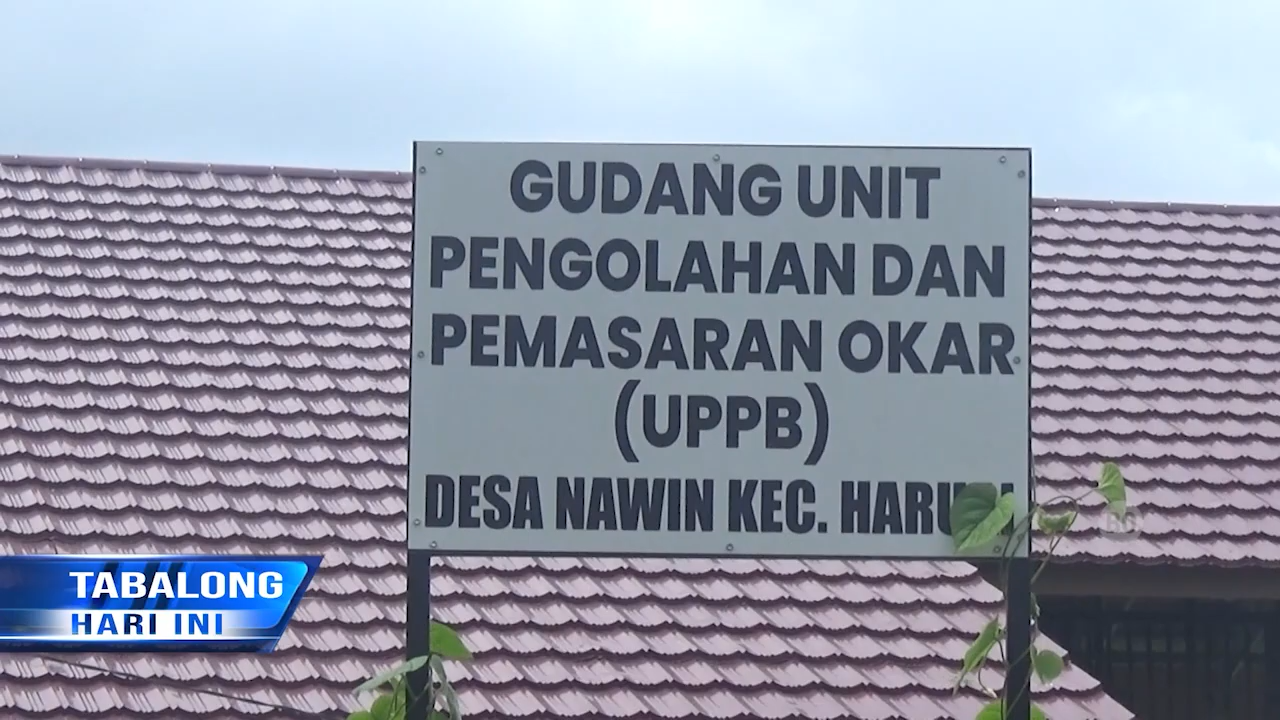 GUDANG UNIT
PENGOLAHAN DAN
PEMASARAN OKAR
(UPPB)
DESA NAWIN KEC.
TABALONG
HARI INI